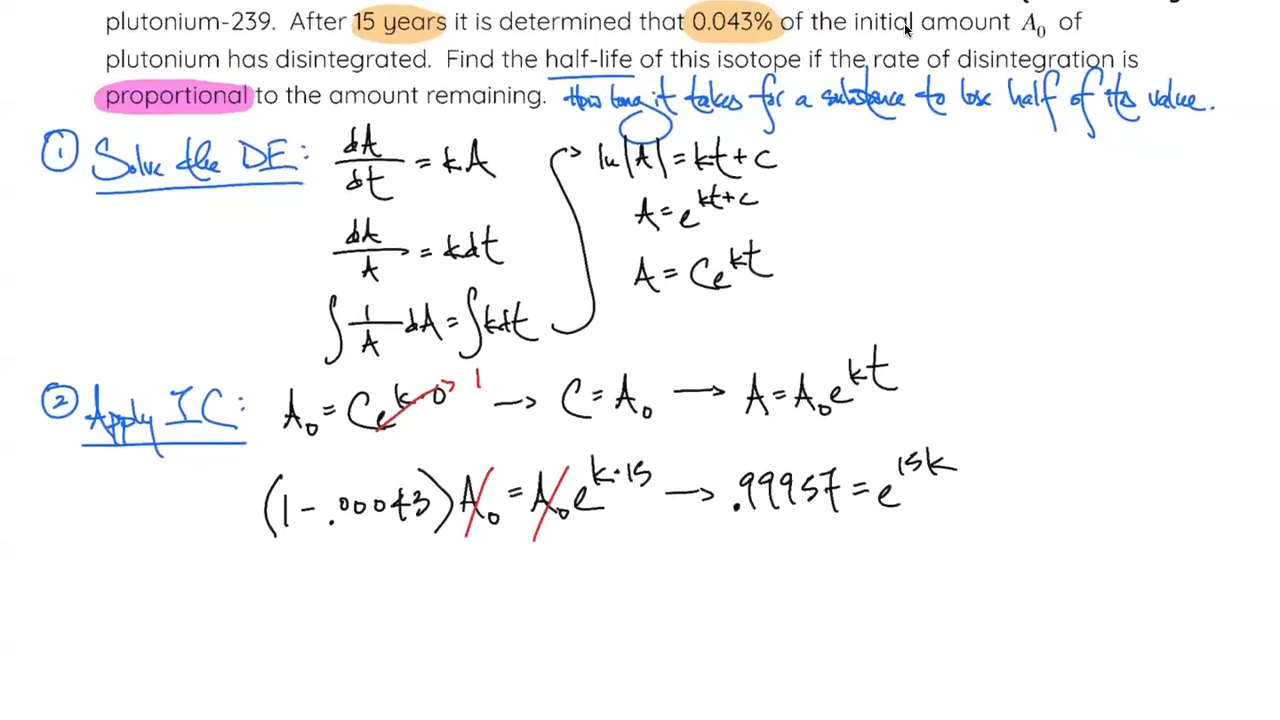 plutonium-239. After 15 years it is determined that 0.043% of the initial amount A₀ of
plutonium has disintegrated. Find the half-life of this isotope if the rate of disintegration is
proportional to the amount remaining. How long it takes for a substance to lose half of its value.
① Solve the DE: dA/dt = kA
ln|A| = kt + c
A = e^(kt+c)
dA/A = kdt
A = Ce^(kt)
∫ 1/A dA = ∫ kdt
② Apply IC: A₀ = Ce^(k·0) 1 → C = A₀ → A = A₀e^(kt)
(1 - .00043)A₀ = A₀e^(k·15) → .99957 = e^(15k)